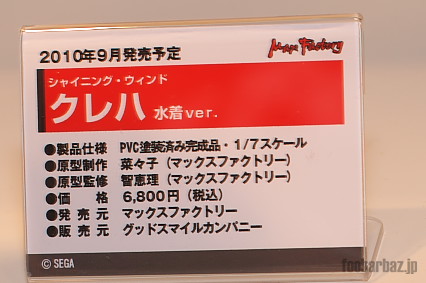 2010年9月発売予定
Max Factory
シャイニング・ウィンド
クレハ 水着ver.
●製品仕様 PVC塗装済み完成品・1/7スケール
●原型制作 菜々子(マックスファクトリー)
●原型監修 智恵理(マックスファクトリー)
●価格 6,800円(税込)
●発売元 マックスファクトリー
●販売元 グッドスマイルカンパニー
© SEGA
foobarbaz.jp